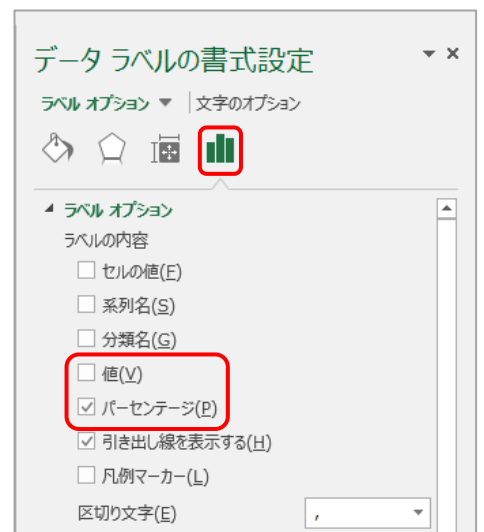 データ ラベルの書式設定
ラベル オプション 文字のオプション
ラベル オプション
ラベルの内容
セルの値(F)
系列名(S)
分類名(G)
値(V)
パーセンテージ(P)
引き出し線を表示する(H)
凡例マーカー(L)
区切り文字(E) ,